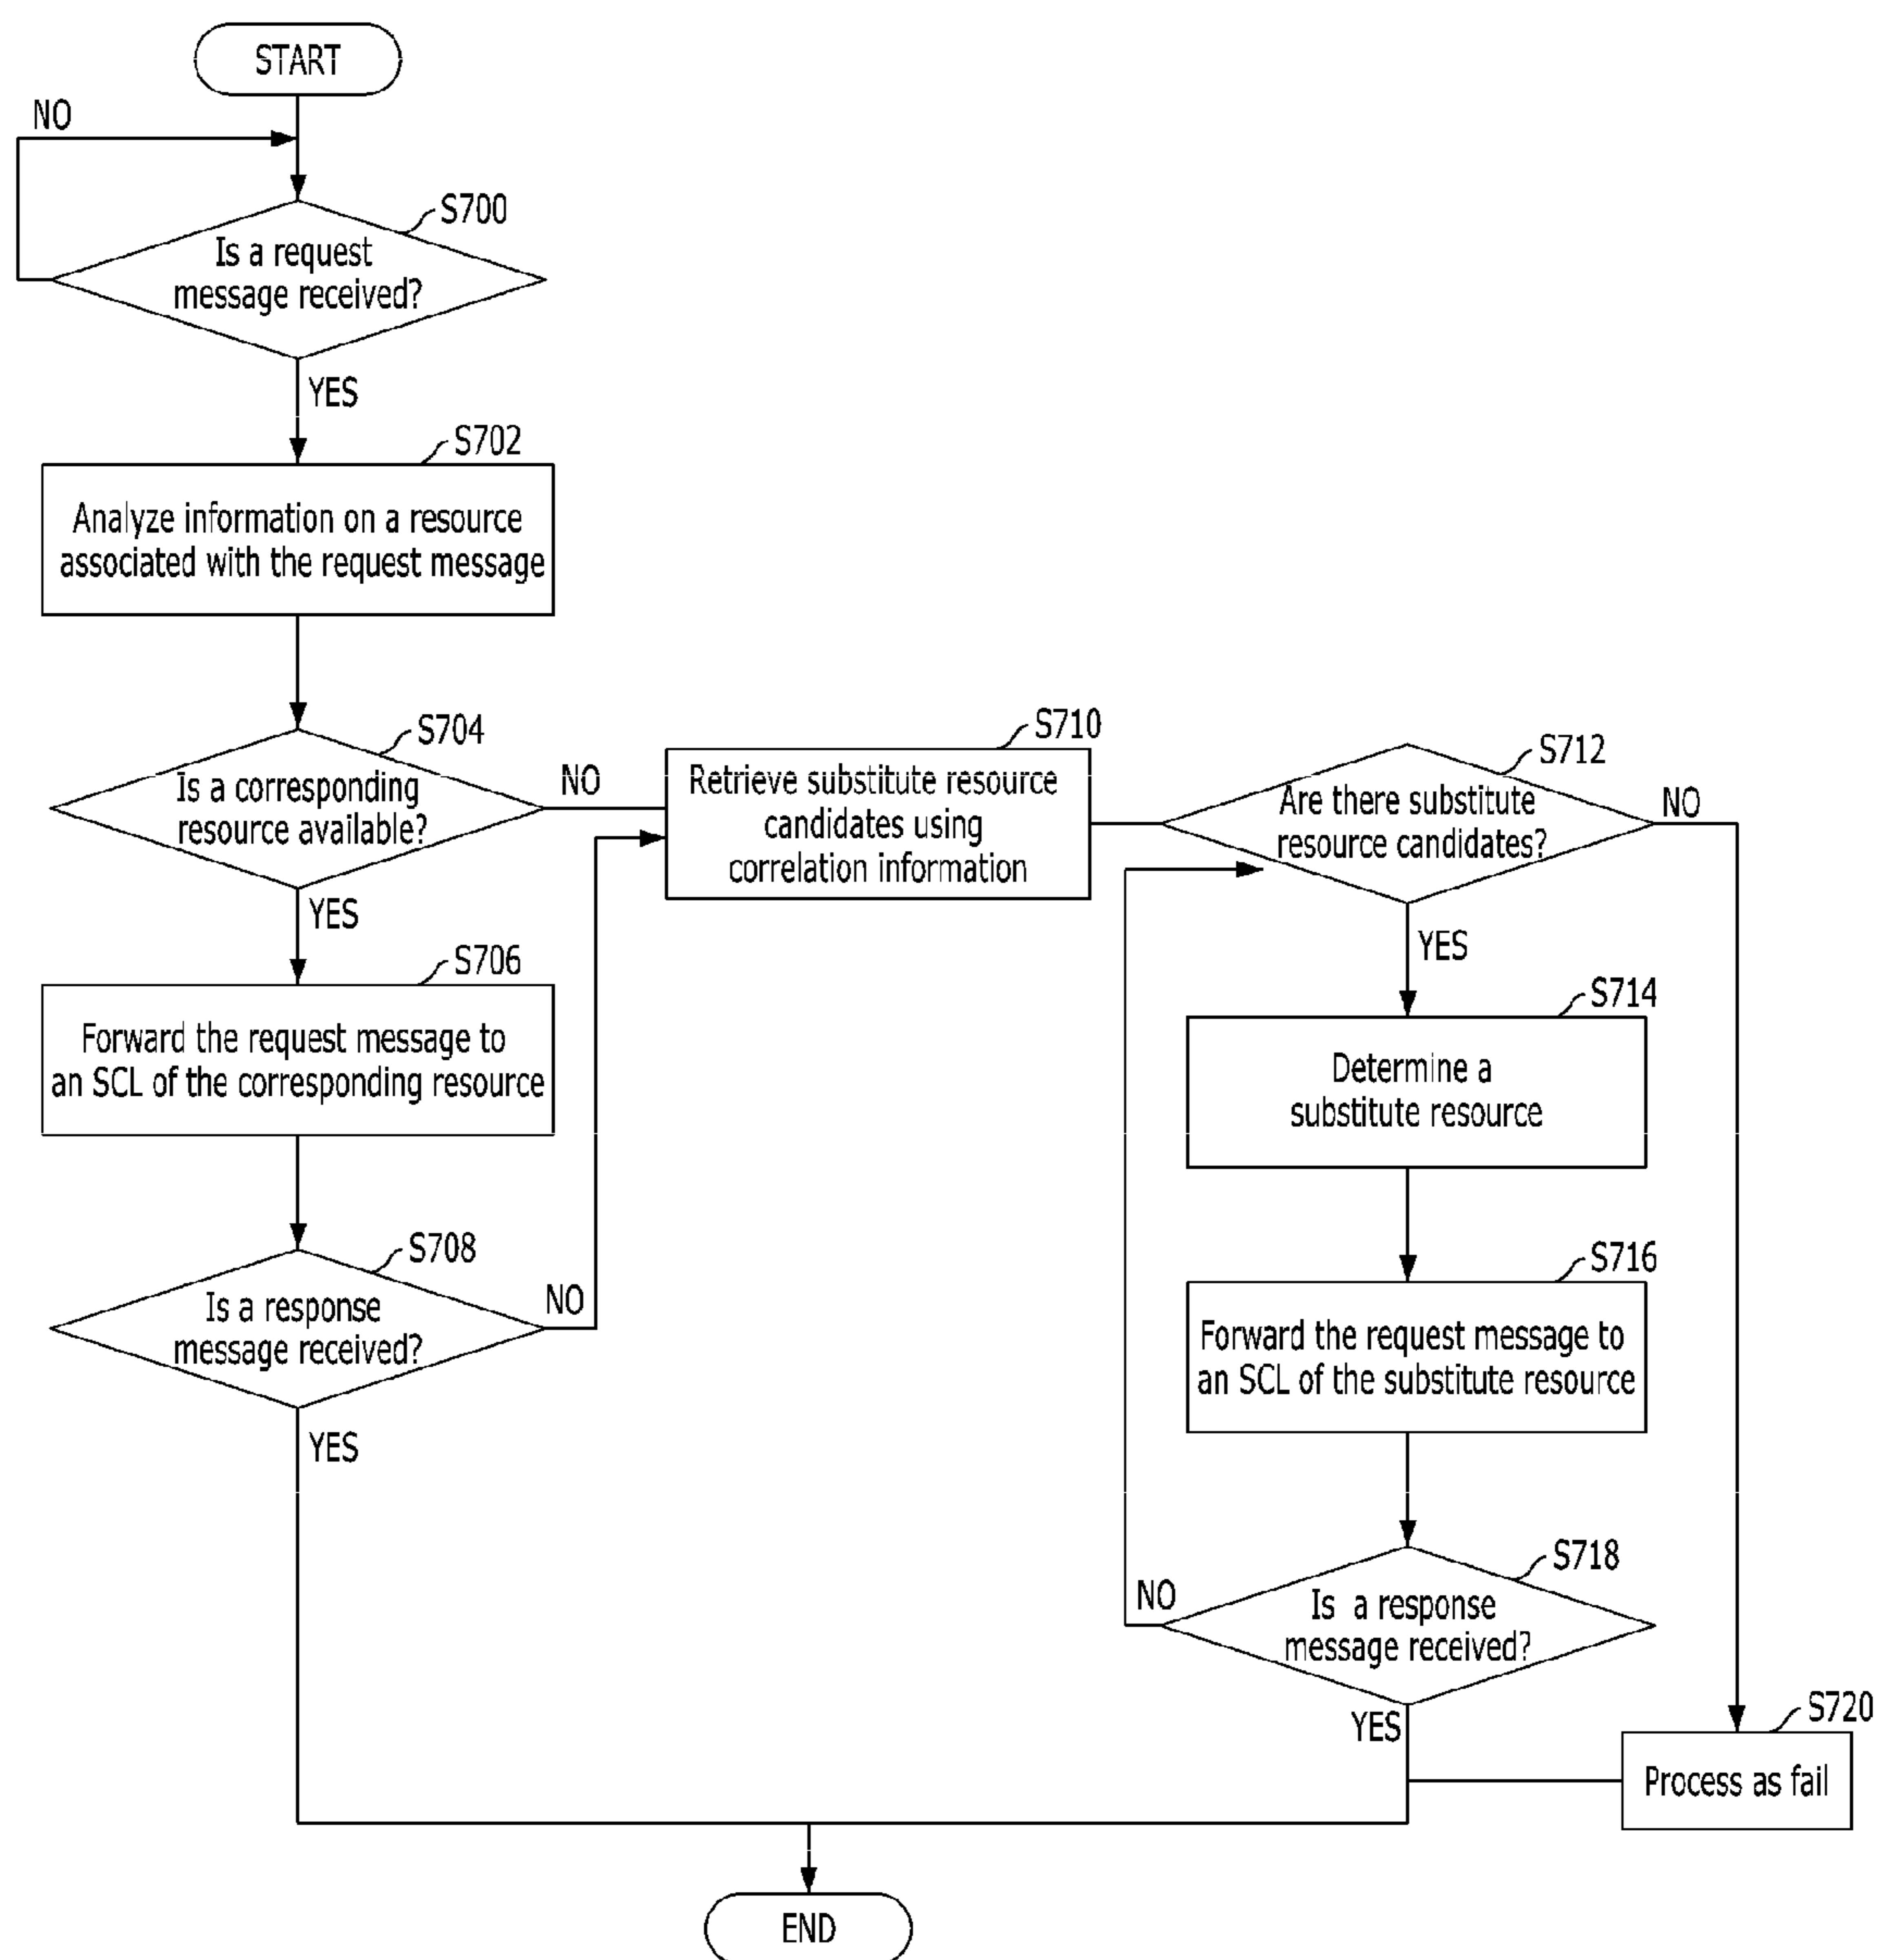 START
NO
S700
Is a request
message received?
YES
S702
Analyze information on a resource
associated with the request message
S704
Is a corresponding
resource available?
NO
YES
S706
Forward the request message to
an SCL of the corresponding resource
S708
Is a response
message received?
NO
YES
S710
Retrieve substitute resource
candidates using
correlation information
S712
Are there substitute
resource candidates?
NO
YES
S714
Determine a
substitute resource
S716
Forward the request message to
an SCL of the substitute resource
S718
NO
Is a response
message received?
YES
S720
Process as fail
END